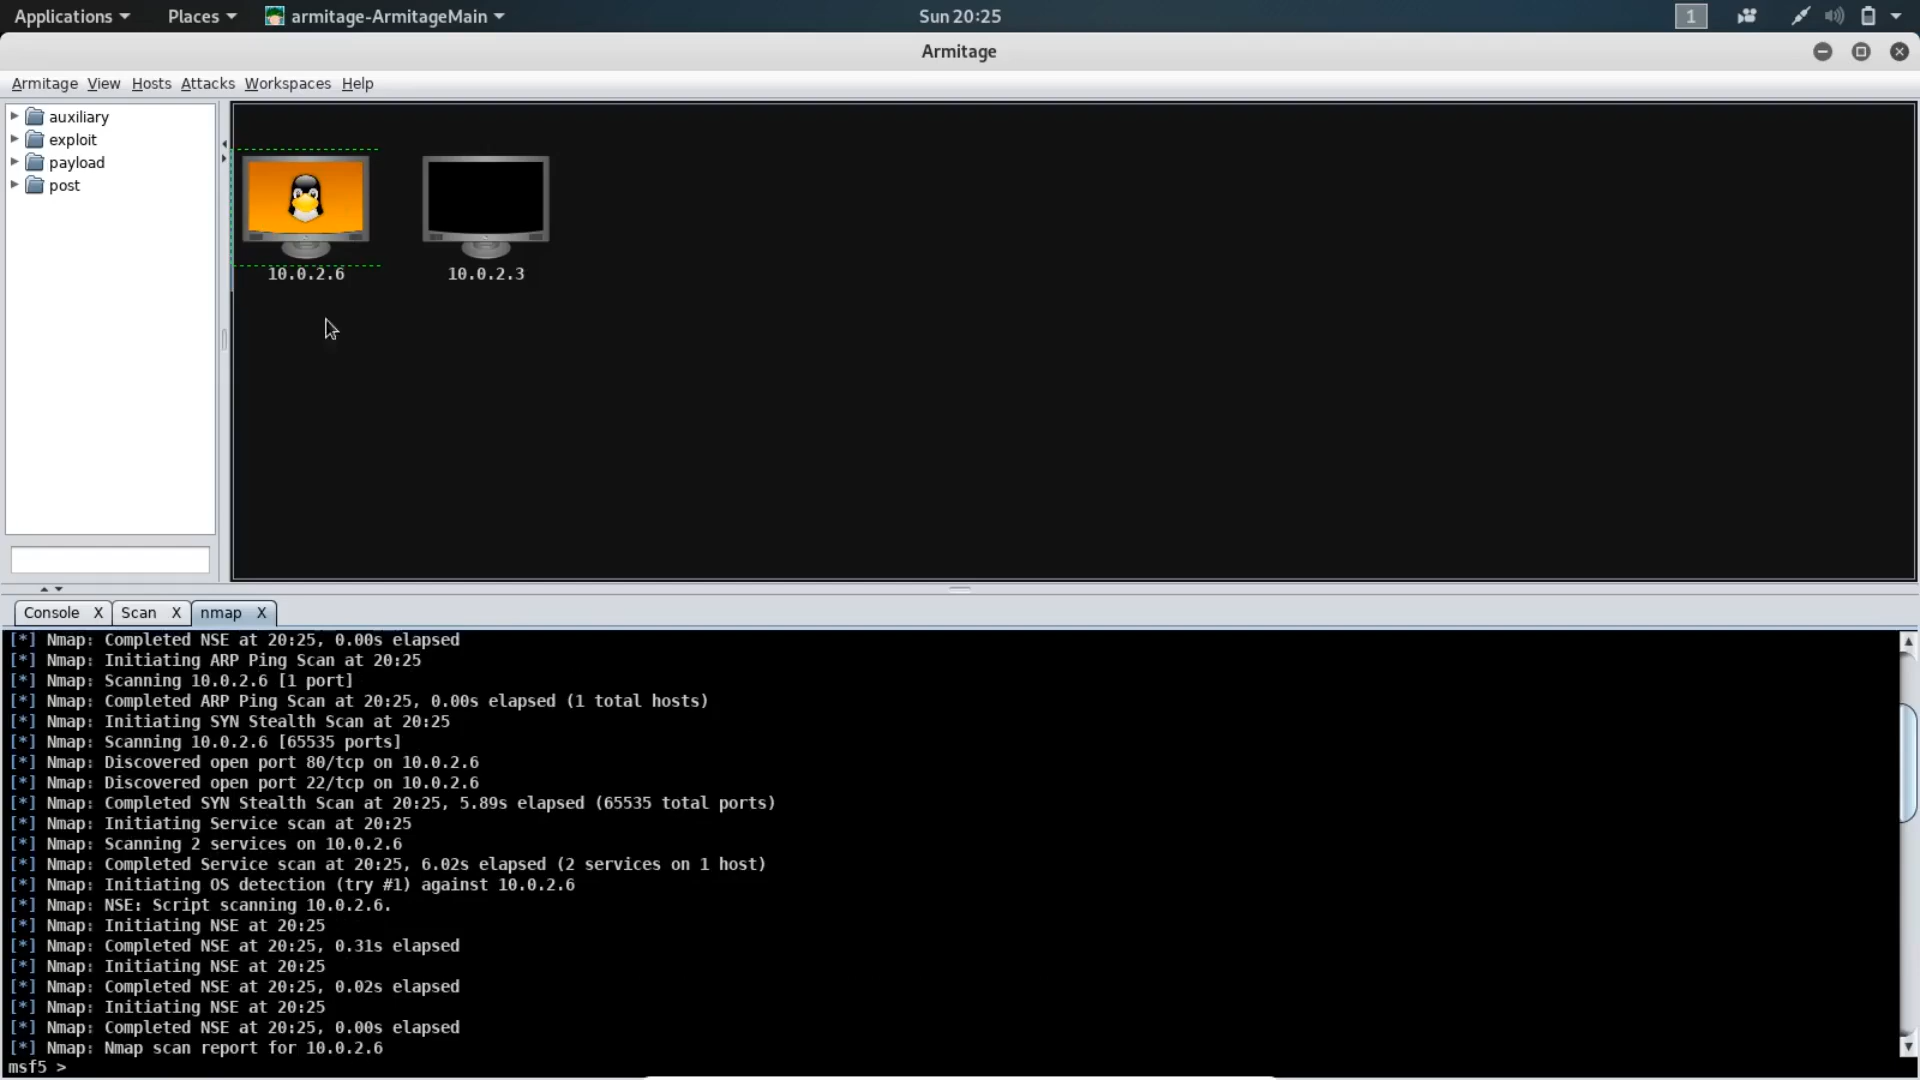 Applications Places armitage-ArmitageMain Sun 20:25 1
Armitage
Armitage View Hosts Attacks Workspaces Help
auxiliary
exploit
payload
post
10.0.2.6 10.0.2.3
Console X Scan X nmap X
[*] Nmap: Completed NSE at 20:25, 0.00s elapsed
[*] Nmap: Initiating ARP Ping Scan at 20:25
[*] Nmap: Scanning 10.0.2.6 [1 port]
[*] Nmap: Completed ARP Ping Scan at 20:25, 0.00s elapsed (1 total hosts)
[*] Nmap: Initiating SYN Stealth Scan at 20:25
[*] Nmap: Scanning 10.0.2.6 [65535 ports]
[*] Nmap: Discovered open port 80/tcp on 10.0.2.6
[*] Nmap: Discovered open port 22/tcp on 10.0.2.6
[*] Nmap: Completed SYN Stealth Scan at 20:25, 5.89s elapsed (65535 total ports)
[*] Nmap: Initiating Service scan at 20:25
[*] Nmap: Scanning 2 services on 10.0.2.6
[*] Nmap: Completed Service scan at 20:25, 6.02s elapsed (2 services on 1 host)
[*] Nmap: Initiating OS detection (try #1) against 10.0.2.6
[*] Nmap: NSE: Script scanning 10.0.2.6.
[*] Nmap: Initiating NSE at 20:25
[*] Nmap: Completed NSE at 20:25, 0.31s elapsed
[*] Nmap: Initiating NSE at 20:25
[*] Nmap: Completed NSE at 20:25, 0.02s elapsed
[*] Nmap: Initiating NSE at 20:25
[*] Nmap: Completed NSE at 20:25, 0.00s elapsed
[*] Nmap: Nmap scan report for 10.0.2.6
msf5 >